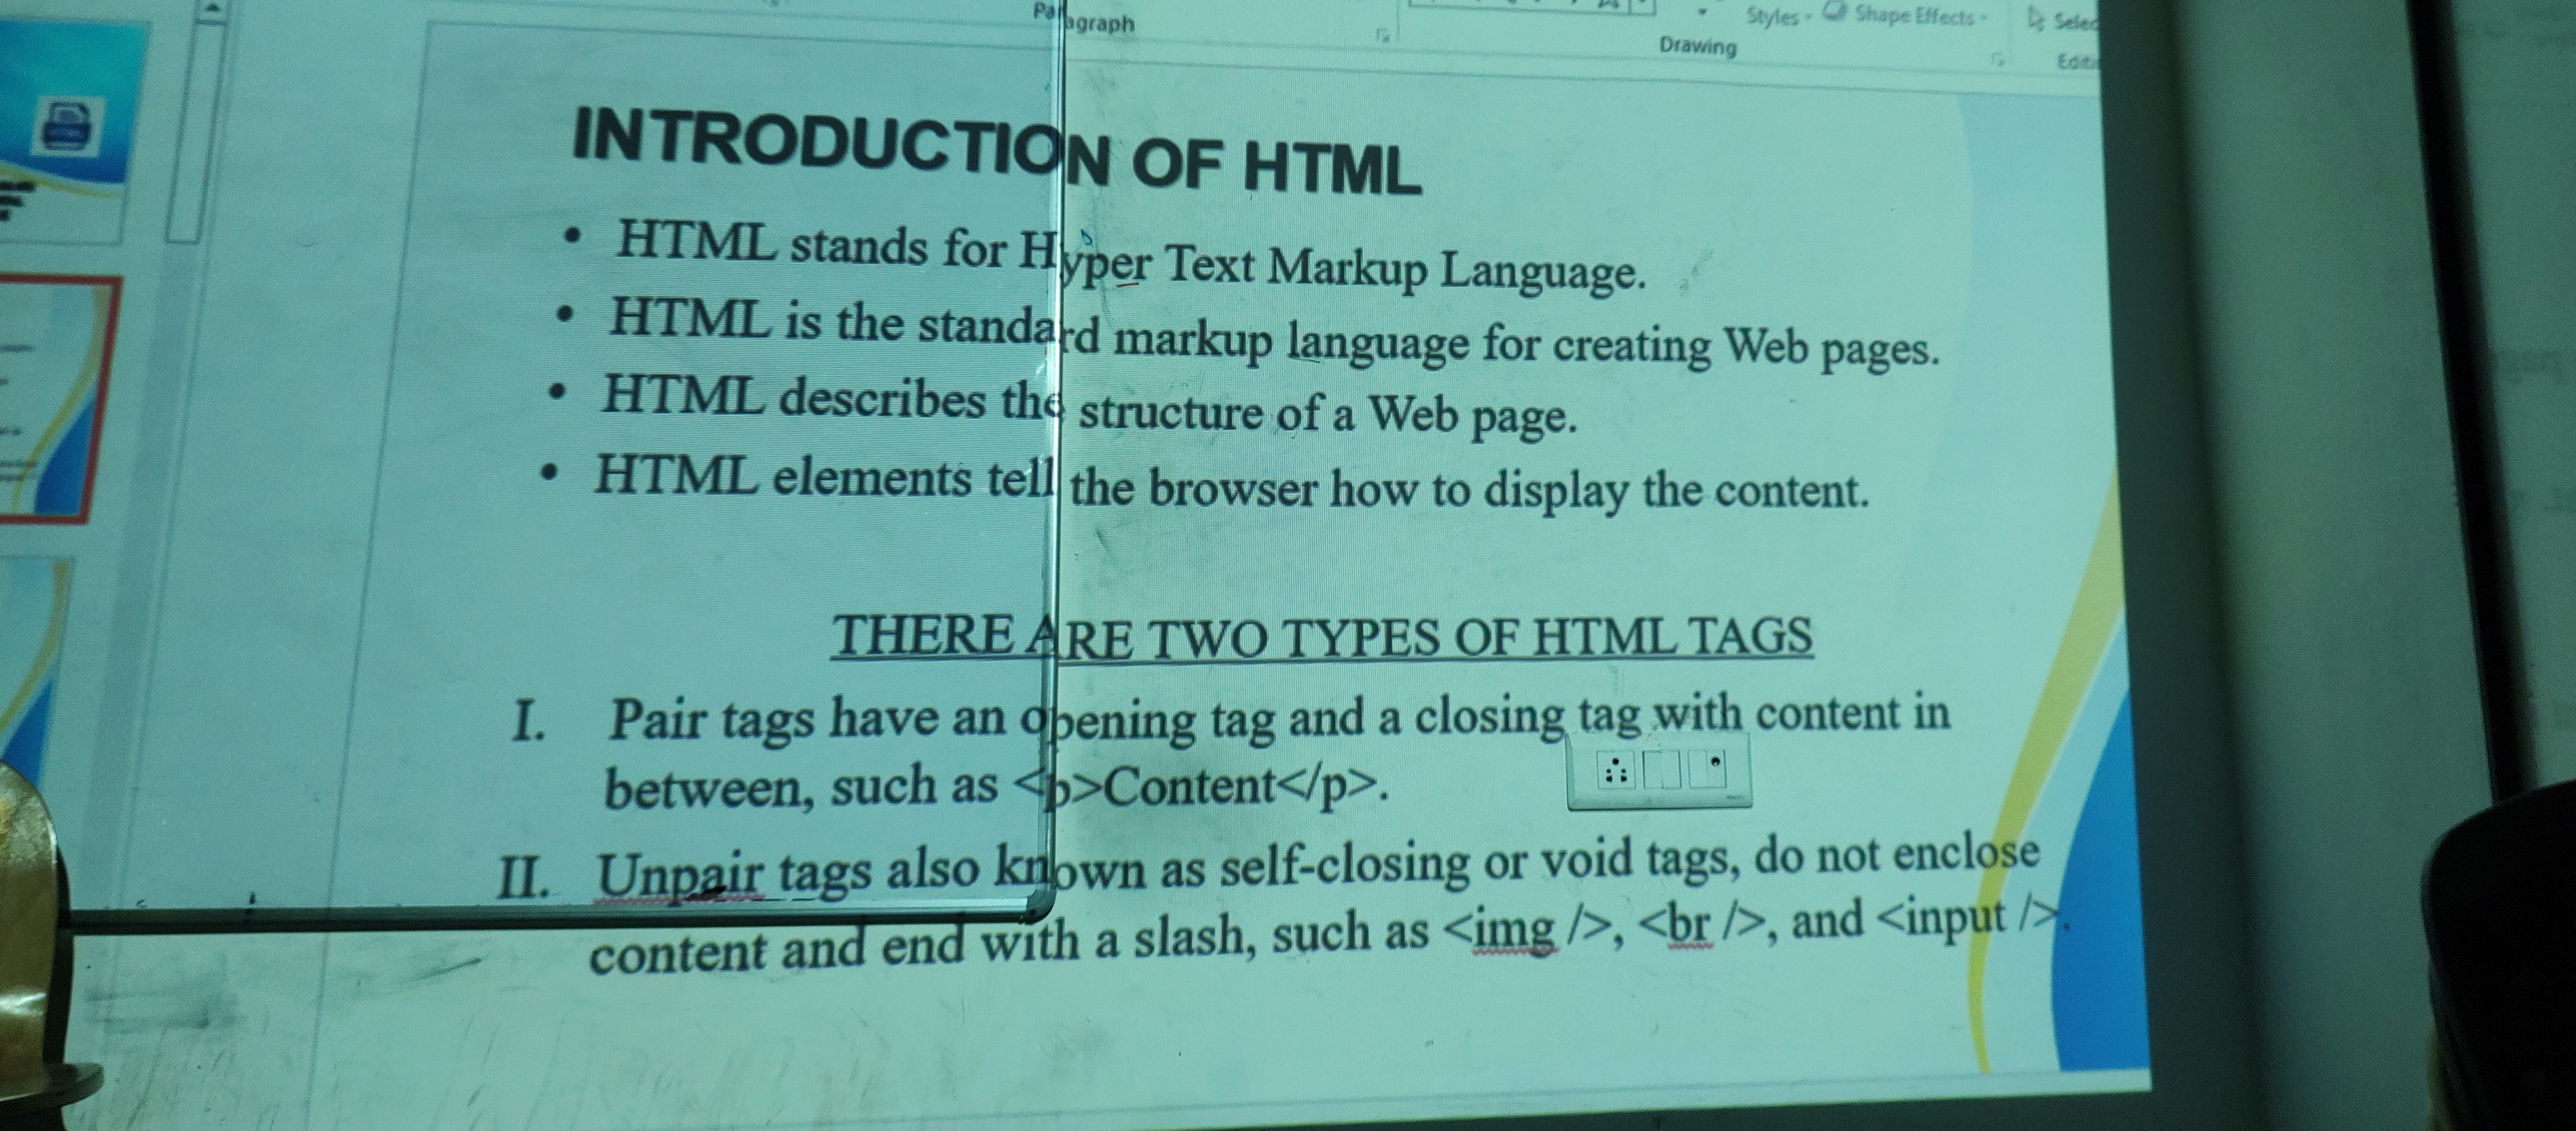 Paragraph
Drawing
Styles
Shape Effects
INTRODUCTION OF HTML
• HTML stands for Hyper Text Markup Language.
• HTML is the standard markup language for creating Web pages.
• HTML describes the structure of a Web page.
• HTML elements tell the browser how to display the content.
THERE ARE TWO TYPES OF HTML TAGS
I. Pair tags have an opening tag and a closing tag with content in
between, such as <p>Content</p>.
II. Unpair tags also known as self-closing or void tags, do not enclose
content and end with a slash, such as <img />, <br />, and <input />.